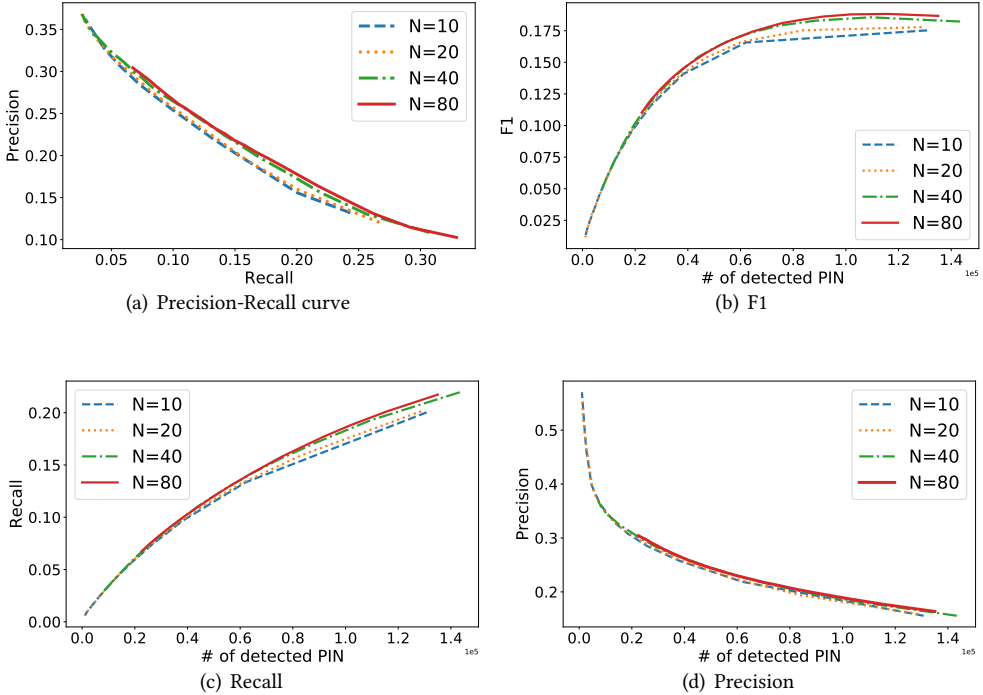 0.35
0.30
0.25
0.20
0.15
0.10
Precision
0.05 0.10 0.15 0.20 0.25 0.30
Recall
N=10
N=20
N=40
N=80
(a) Precision-Recall curve
0.175
0.150
0.125
0.100
0.075
0.050
0.025
F1
0.0 0.2 0.4 0.6 0.8 1.0 1.2 1.4
1e5
# of detected PIN
N=10
N=20
N=40
N=80
(b) F1
0.20
0.15
0.10
0.05
0.00
Recall
0.0 0.2 0.4 0.6 0.8 1.0 1.2 1.4
1e5
# of detected PIN
N=10
N=20
N=40
N=80
(c) Recall
0.5
0.4
0.3
0.2
Precision
0.0 0.2 0.4 0.6 0.8 1.0 1.2 1.4
1e5
# of detected PIN
N=10
N=20
N=40
N=80
(d) Precision